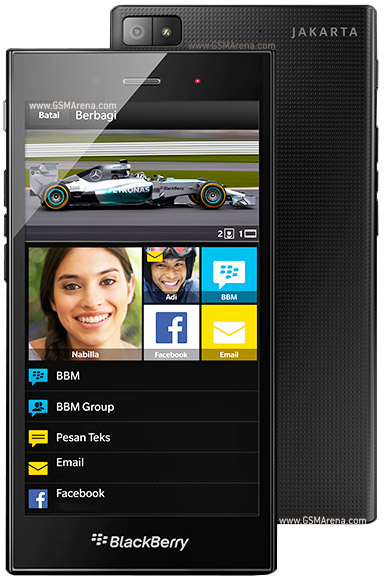 www.GSMArena.com
JAKARTA
www.GSMArena.com
Batal
Berbagi
PETRONAS
BlackBerry
2
1
Nabilla
Adi
BBM
Facebook
Email
BBM
BBM Group
Pesan Teks
Email
Facebook
www.GSMArena.com
BlackBerry